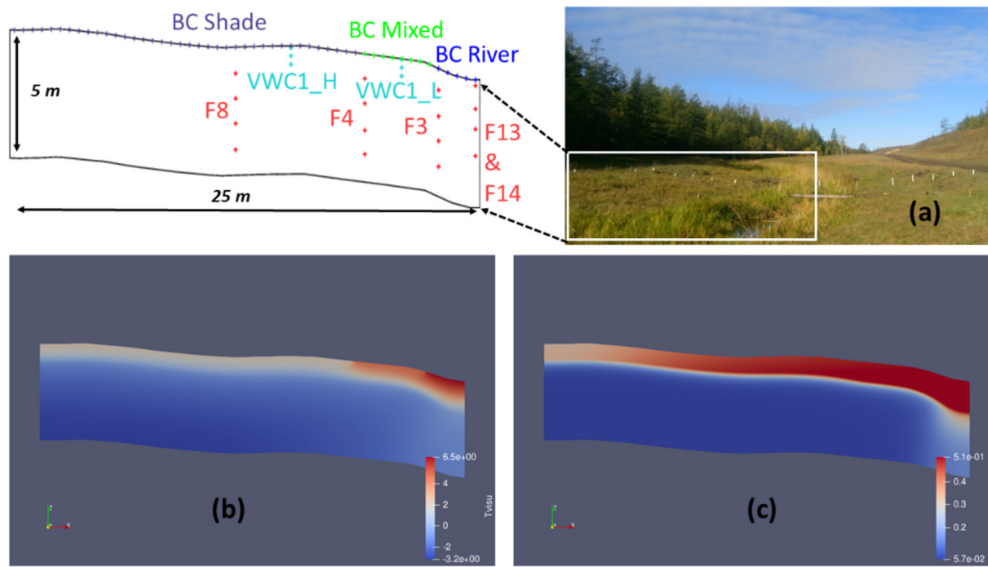 BC Shade
BC Mixed
BC River
VWC1_H
VWC1_L
5 m
F8
F4
F3
F13
&
F14
25 m
(a)
6.5e+00
4
2
0
-2
-3.2e+00
Tvisu
(b)
5.1e-01
0.4
0.3
0.2
5.7e-02
(c)